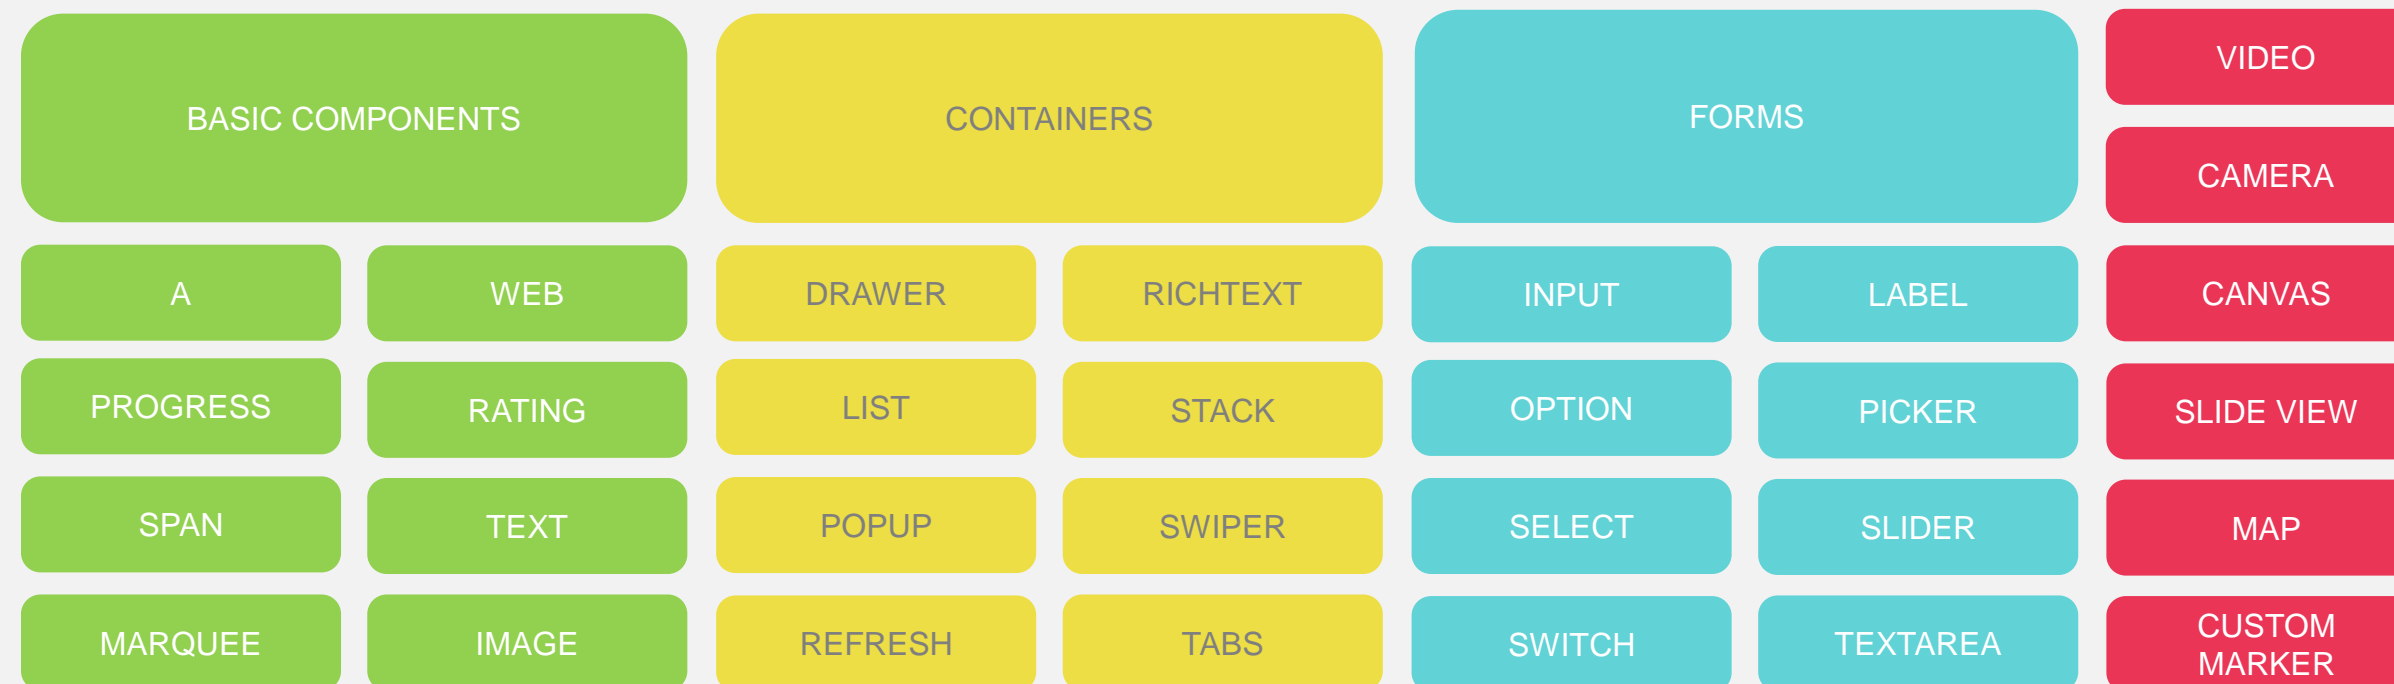 BASIC COMPONENTS
CONTAINERS
FORMS
VIDEO
CAMERA
A
WEB
DRAWER
RICHTEXT
INPUT
LABEL
CANVAS
PROGRESS
RATING
LIST
STACK
OPTION
PICKER
SLIDE VIEW
SPAN
TEXT
POPUP
SWIPER
SELECT
SLIDER
MAP
MARQUEE
IMAGE
REFRESH
TABS
SWITCH
TEXTAREA
CUSTOM
MARKER